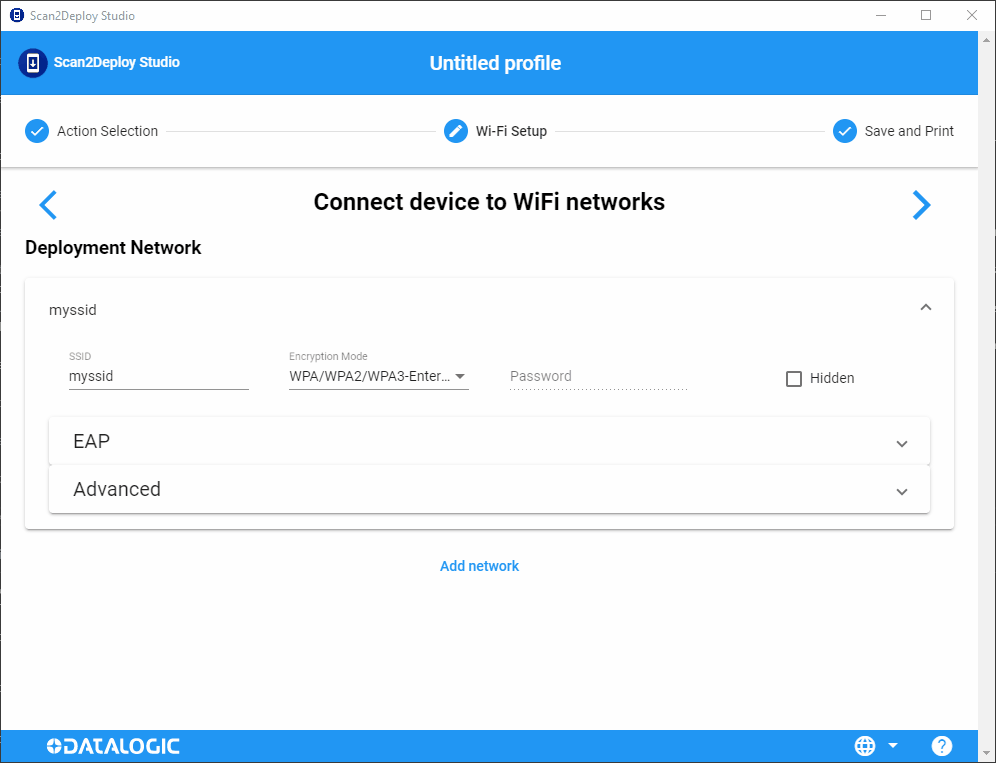 Scan2Deploy Studio
Scan2Deploy Studio
Untitled profile
Action Selection
Wi-Fi Setup
Save and Print
Connect device to WiFi networks
Deployment Network
myssid
SSID
Encryption Mode
myssid
WPA/WPA2/WPA3-Enter...
Password
Hidden
EAP
Advanced
Add network
DATALOGIC
?